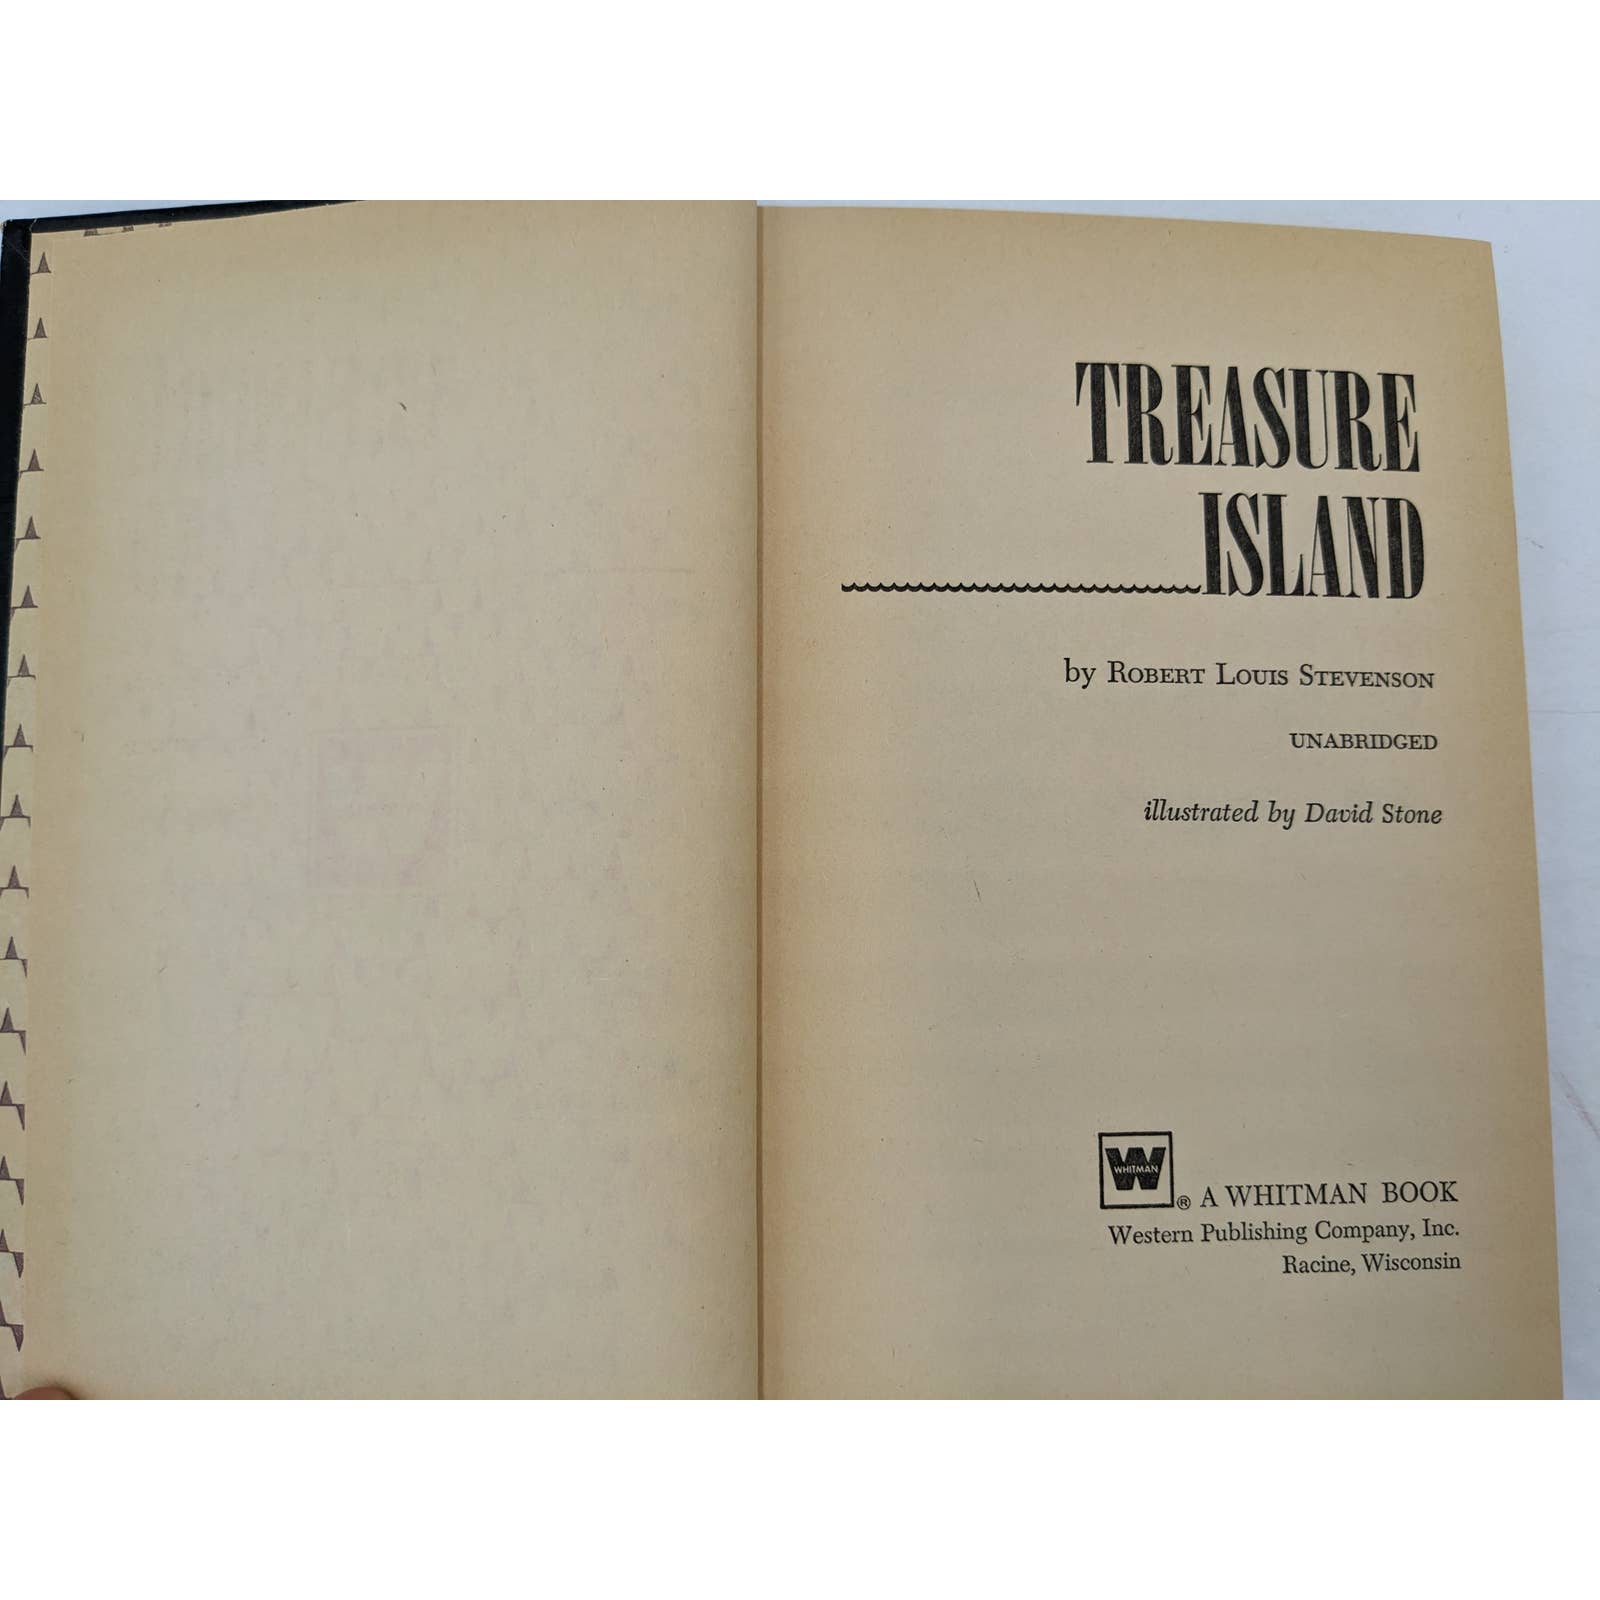 TREASURE
ISLAND
by ROBERT LOUIS STEVENSON
UNABRIDGED
illustrated by David Stone
W
WHITMAN
® A WHITMAN BOOK
Western Publishing Company, Inc.
Racine, Wisconsin